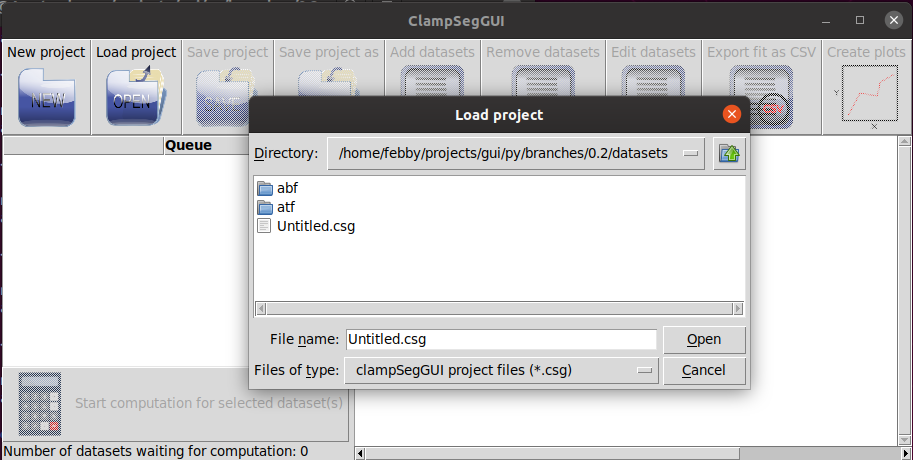 ClampSegGUI
New project Load project Save project Save project as Add datasets Remove datasets Edit datasets Export fit as CSV Create plots
NEW OPEN CSV Y X
Load project
Queue
Directory: /home/febby/projects/gui/py/branches/0.2/datasets
abf
atf
Untitled.csg
File name: Untitled.csg Open
Files of type: clampSegGUI project files (*.csg) Cancel
Start computation for selected dataset(s)
Number of datasets waiting for computation: 0